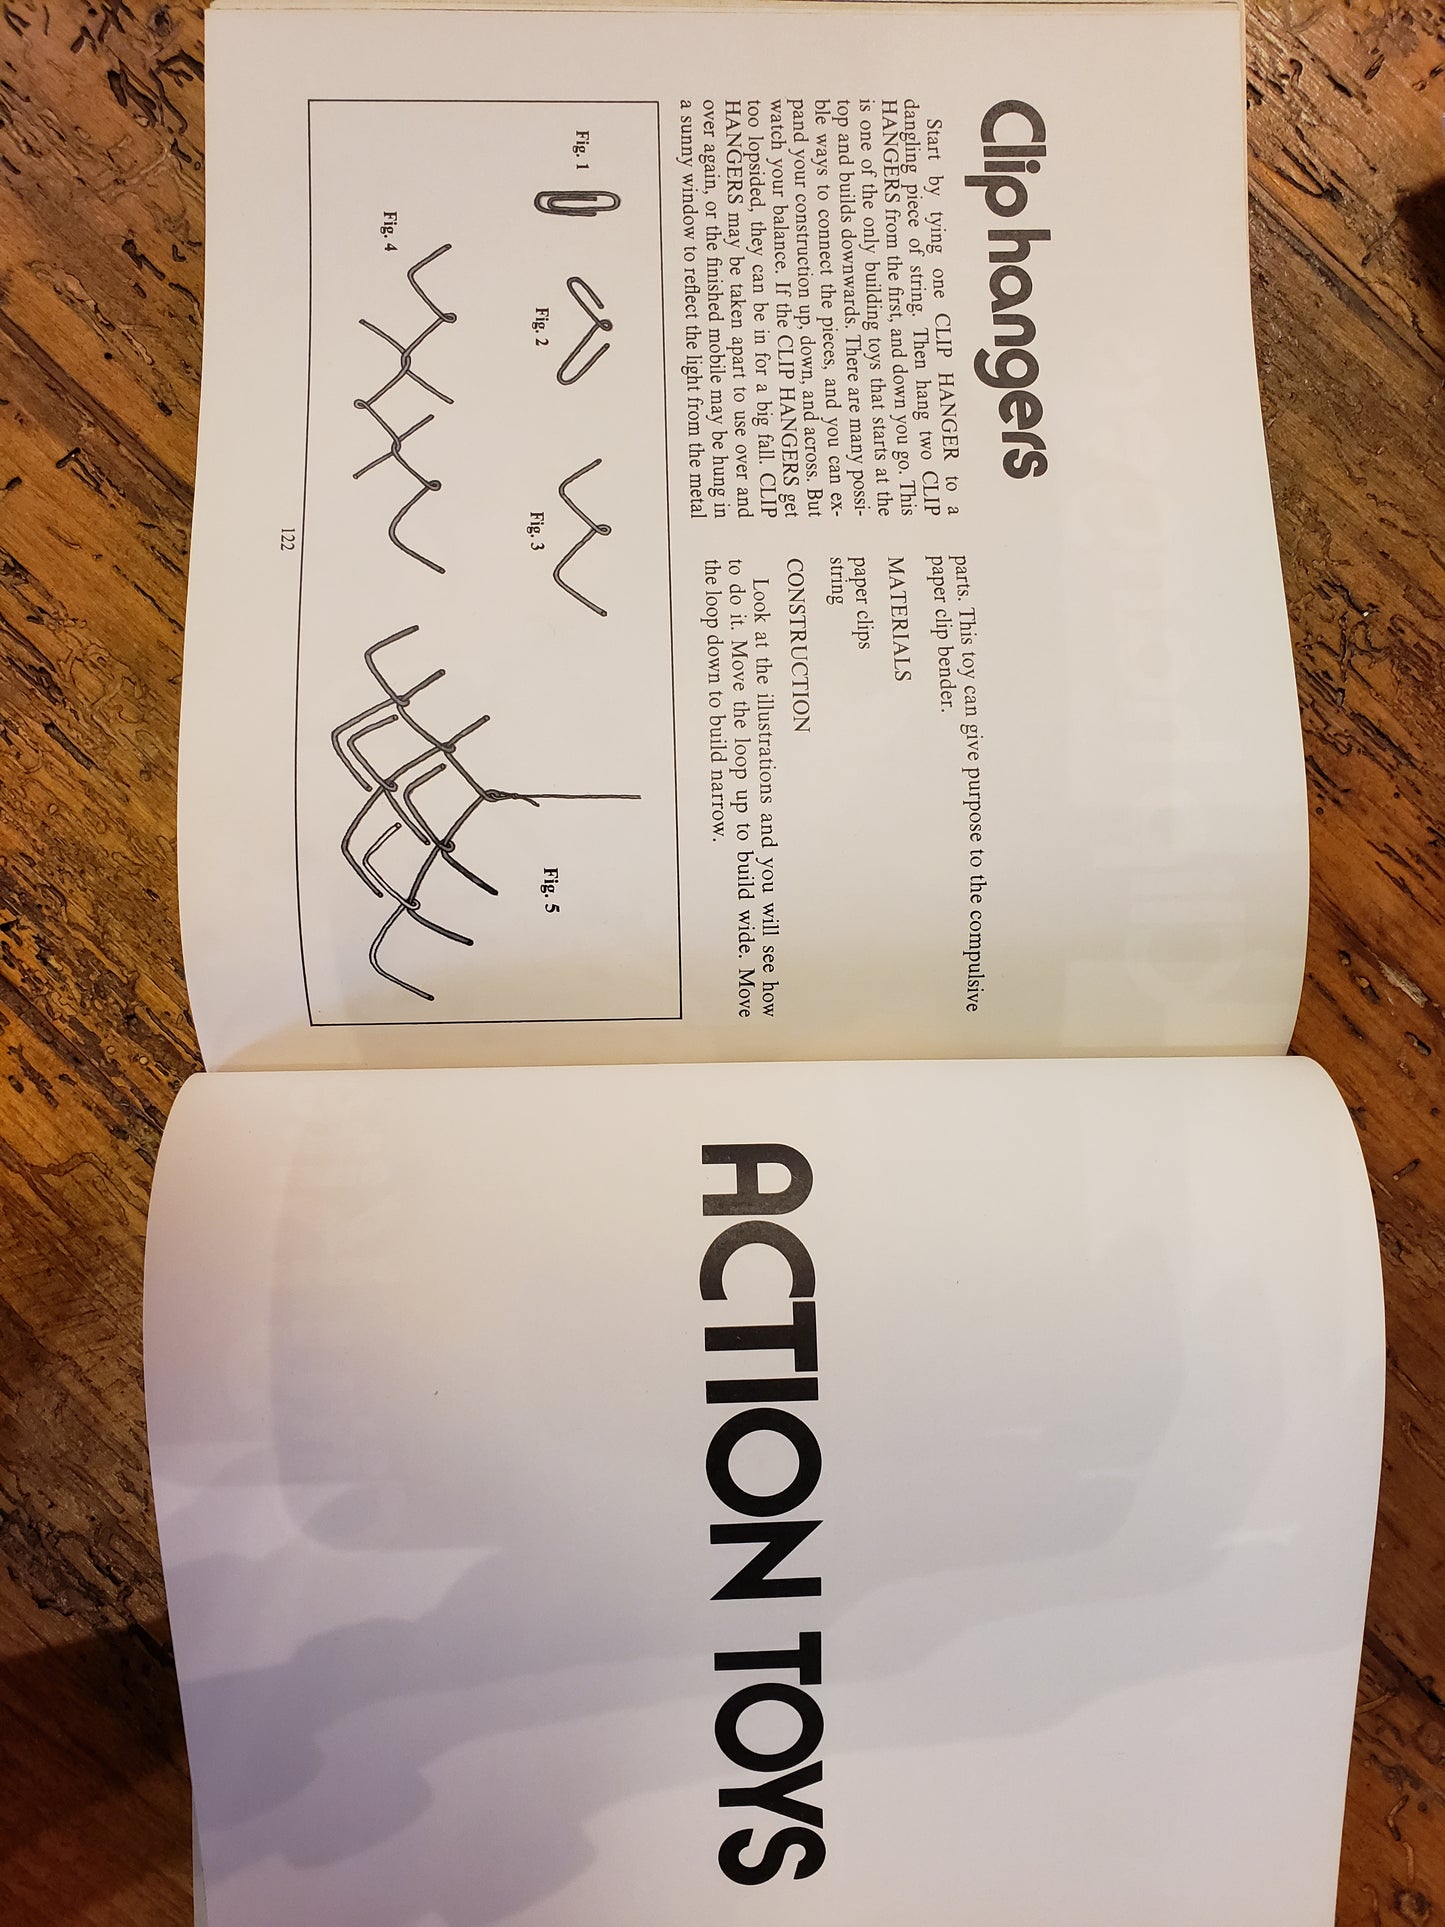 Clip hangers
Start by tying one CLIP HANGER to a
dangling piece of string. Then hang two CLIP
HANGERS from the first, and down you go. This
is one of the only building toys that starts at the
top and builds downwards. There are many possi-
ble ways to connect the pieces, and you can ex-
pand your construction up, down, and across. But
watch your balance. If the CLIP HANGERS get
too lopsided, they can be in for a big fall. CLIP
HANGERS may be taken apart to use over and
over again, or the finished mobile may be hung in
a sunny window to reflect the light from the metal
parts. This toy can give purpose to the compulsive
paper clip bender.
MATERIALS
paper clips
string
CONSTRUCTION
Look at the illustrations and you will see how
to do it. Move the loop up to build wide. Move
the loop down to build narrow.
Fig. 1
Fig. 2
Fig. 3
Fig. 4
Fig. 5
122
ACTION TOYS